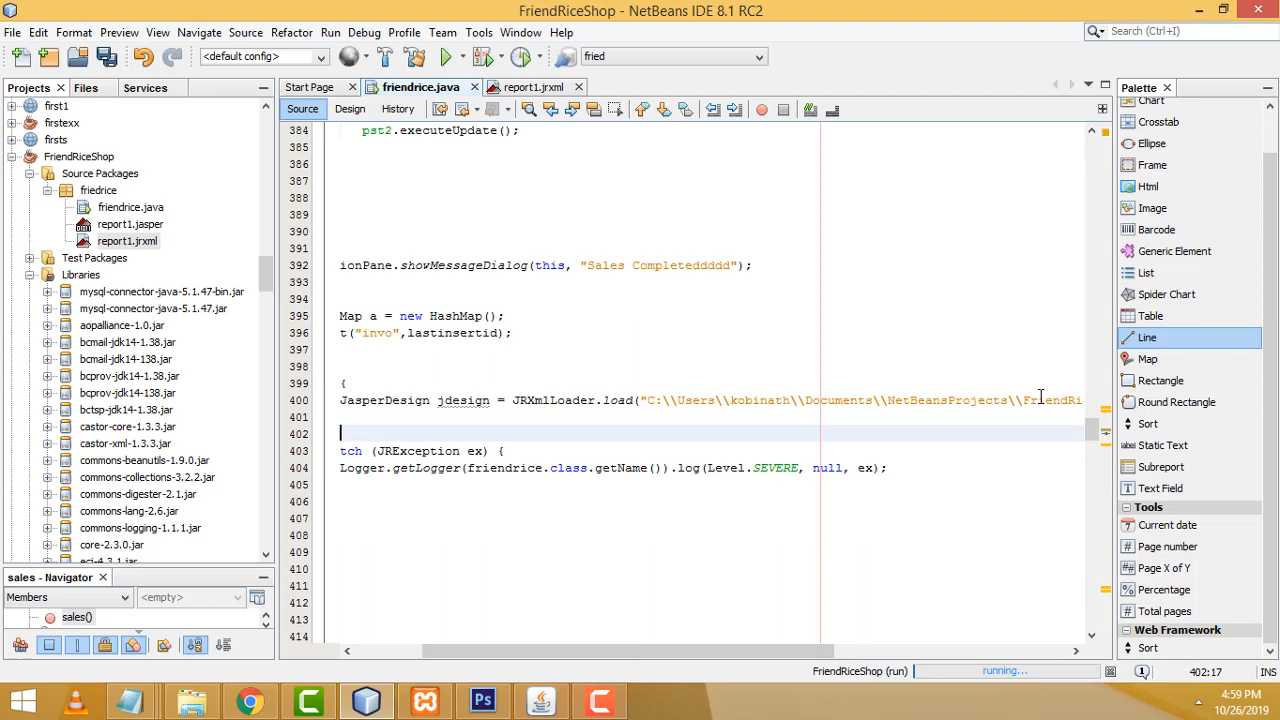 FriendRiceShop - NetBeans IDE 8.1 RC2
File Edit Format Preview View Navigate Source Refactor Run Debug Profile Team Tools Window Help
Search (Ctrl+I)
<default config>
fried
Projects Files Services
Start Page friendrice.java report1.jrxml
Palette
Source Design History
first1
firstexx
firsts
FriendRiceShop
Source Packages
friedrice
friendrice.java
report1.jasper
report1.jrxml
Test Packages
Libraries
mysql-connector-java-5.1.47-bin.jar
mysql-connector-java-5.1.47.jar
aopalliance-1.0.jar
bcmail-jdk14-1.38.jar
bcmail-jdk14-138.jar
bcprov-jdk14-1.38.jar
bcprov-jdk14-138.jar
bctsp-jdk14-1.38.jar
castor-core-1.3.3.jar
castor-xml-1.3.3.jar
commons-beanutils-1.9.0.jar
commons-collections-3.2.2.jar
commons-digester-2.1.jar
commons-lang-2.6.jar
commons-logging-1.1.1.jar
core-2.3.0.jar
ecj-4.3.1.jar
384 pst2.executeUpdate();
385
386
387
388
389
390
391
392 ionPane.showMessageDialog(this, "Sales Completeddddd");
393
394
395 Map a = new HashMap();
396 t("invo",lastinsertid);
397
398
399 {
400 JasperDesign jdesign = JRXmlLoader.load("C:\\Users\\kobinath\\Documents\\NetBeansProjects\\FriendRi
401
402
403 tch (JRException ex) {
404 Logger.getLogger(friendrice.class.getName()).log(Level.SEVERE, null, ex);
405
406
407
408
409
410
411
412
413
414
Chart
Crosstab
Ellipse
Frame
Html
Image
Barcode
Generic Element
List
Spider Chart
Table
Line
Map
Rectangle
Round Rectangle
Sort
Static Text
Subreport
Text Field
Tools
Current date
Page number
Page X of Y
Percentage
Total pages
Web Framework
Sort
sales - Navigator
Members <empty>
sales()
FriendRiceShop (run) running... 1 402:17 INS
4:59 PM
10/26/2019